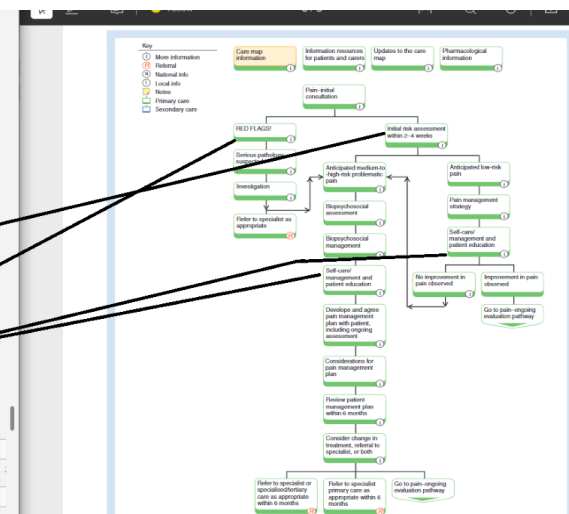 Key
More information
Referral
National info
Local info
Notes
Primary care
Secondary care
Care map
information
Information resources
for patients and carers
Updates to the care
map
Pharmacological
information
Pain–initial
consultation
RED FLAGS!
Initial risk assessment
within 2–4 weeks
Serious
Investigation
Refer to specialist as
appropriate
Anticipated medium-to
-high-risk problematic
pain
Anticipated low-risk
pain
Biopsychosocial
assessment
Pain management
strategy
Biopsychosocial
management
Self-care/
management and
patient education
Self-care/
management and
patient education
No improvement in
pain observed
Improvement in pain
observed
Go to pain–ongoing
evaluation pathway
Develope and agree
pain management
plan with patient,
including ongoing
assessment
Considerations for
pain management
plan
Review patient
management plan
within 6 months
Consider change in
treatment, referral to
specialist, or both
Refer to specialist or
specialised/tertiary
care as appropriate
within 6 months
Refer to specialist
primary care as
appropriate within 6
months
Go to pain–ongoing
evaluation pathway